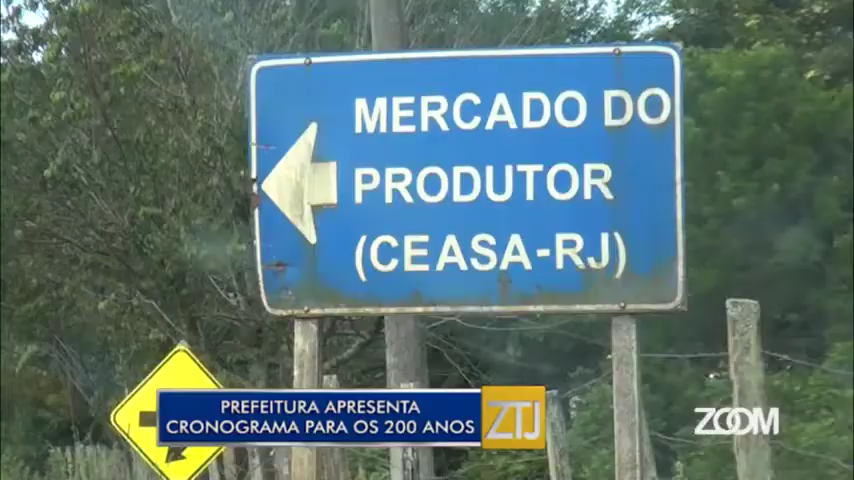 MERCADO DO
PRODUTOR
(CEASA-RJ)
PREFEITURA APRESENTA
CRONOGRAMA PARA OS 200 ANOS
ZTJ
ZOOM